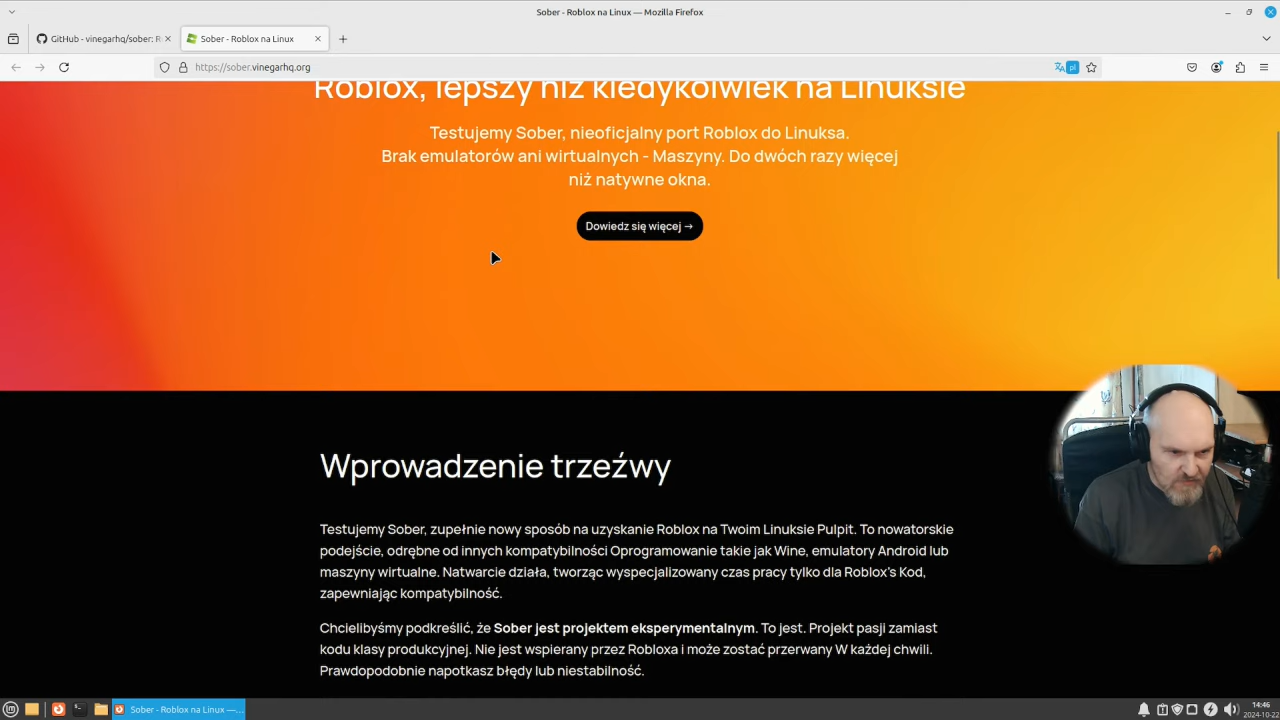 Sober - Roblox na Linux — Mozilla Firefox
GitHub - vinegarhq/sober: R
Sober - Roblox na Linux
https://sober.vinegarhq.org
pl
Roblox, lepszy niż kiedykolwiek na Linuksie
Testujemy Sober, nieoficjalny port Roblox do Linuksa.
Brak emulatorów ani wirtualnych - Maszyny. Do dwóch razy więcej
niż natywne okna.
Dowiedz się więcej →
Wprowadzenie trzeźwy
Testujemy Sober, zupełnie nowy sposób na uzyskanie Roblox na Twoim Linuksie Pulpit. To nowatorskie
podejście, odrębne od innych kompatybilności Oprogramowanie takie jak Wine, emulatory Android lub
maszyny wirtualne. Natwarcie działa, tworząc wyspecjalizowany czas pracy tylko dla Roblox's Kod,
zapewniając kompatybilność.
Chcielibyśmy podkreślić, że Sober jest projektem eksperymentalnym. To jest. Projekt pasji zamiast
kodu klasy produkcyjnej. Nie jest wspierany przez Robloxa i może zostać przerwany W każdej chwili.
Prawdopodobnie napotkasz błędy lub niestabilność.
Sober - Roblox na Linux —...
14:46
2024-10-22